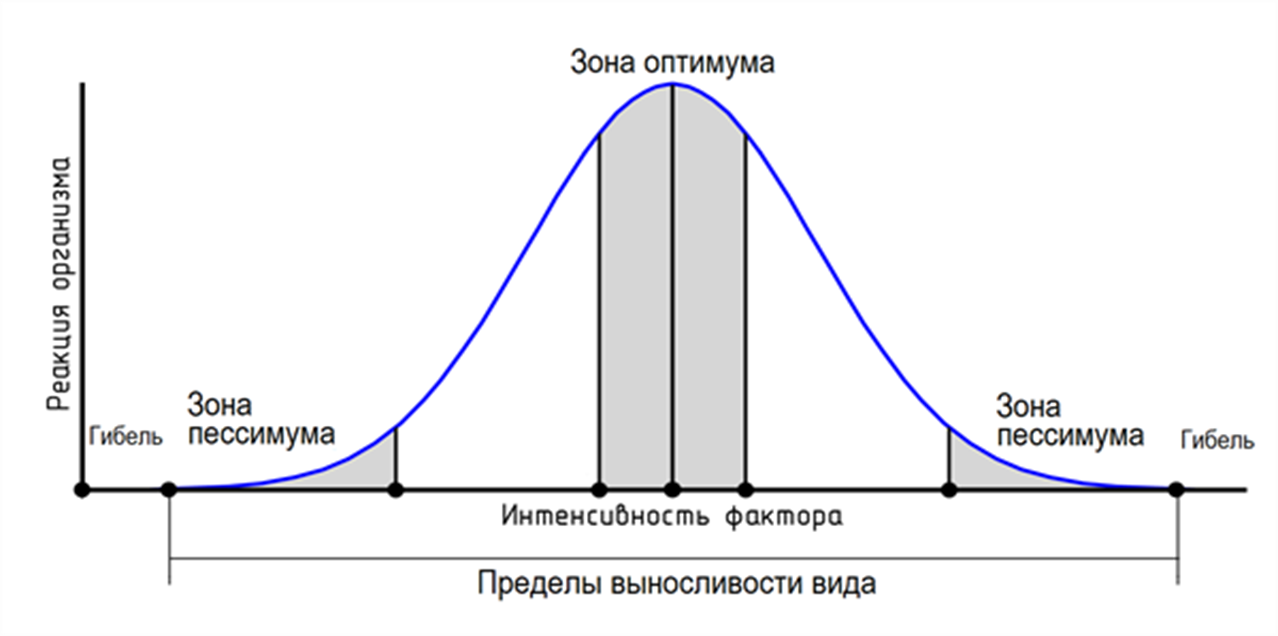 Зона оптимума
Реакция организма
Гибель
Зона
пессимума
Зона
пессимума
Гибель
Интенсивность фактора
Пределы выносливости вида